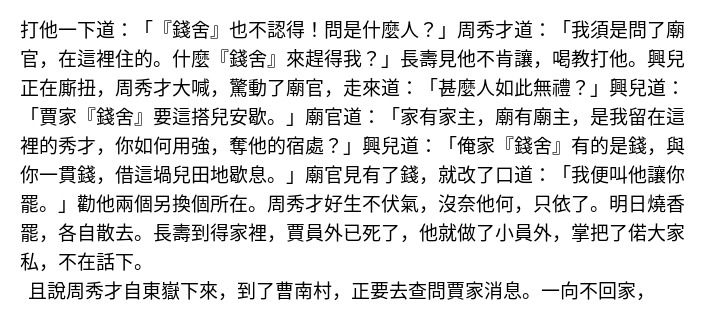 打他一下道：「『錢舍』也不認得！問是什麼人？」周秀才道：「我須是問了廟
官，在這裡住的。什麼『錢舍』來趕得我？」長壽見他不肯讓，喝教打他。興兒
正在廝扭，周秀才大喊，驚動了廟官，走來道：「甚麼人如此無禮？」興兒道：
「賈家『錢舍』要這搭兒安歇。」廟官道：「家有家主，廟有廟主，是我留在這
裡的秀才，你如何用強，奪他的宿處？」興兒道：「俺家『錢舍』有的是錢，與
你一貫錢，借這堝兒田地歇息。」廟官見有了錢，就改了口道：「我便叫他讓你
罷。」勸他兩個另換個所在。周秀才好生不伏氣，沒奈他何，只依了。明日燒香
罷，各自散去。長壽到得家裡，賈員外已死了，他就做了小員外，掌把了偌大家
私，不在話下。
且說周秀才自東嶽下來，到了曹南村，正要去查問賈家消息。一向不回家，